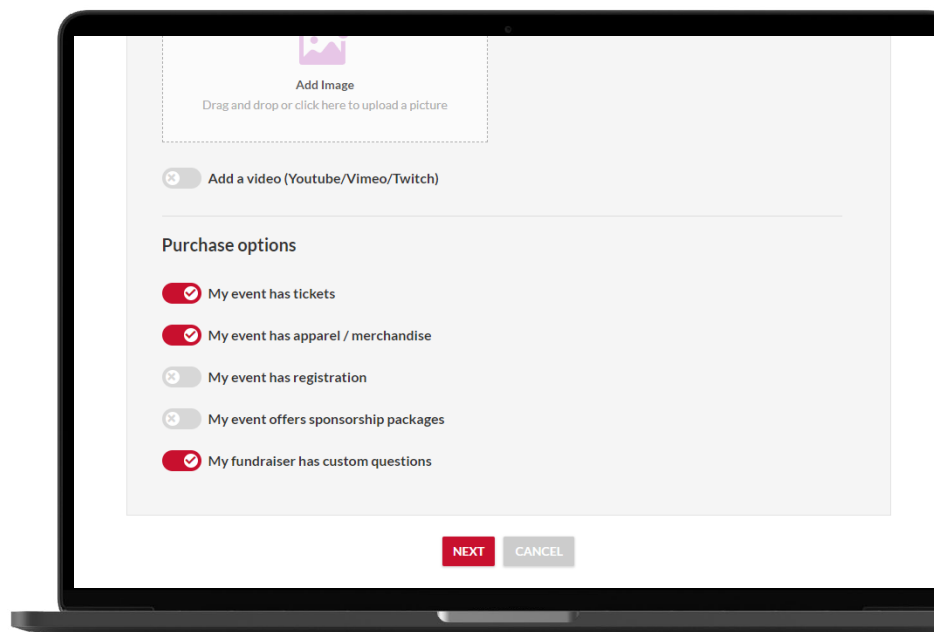 Add Image
Drag and drop or click here to upload a picture
Add a video (Youtube/Vimeo/Twitch)
Purchase options
My event has tickets
My event has apparel / merchandise
My event has registration
My event offers sponsorship packages
My fundraiser has custom questions
NEXT CANCEL